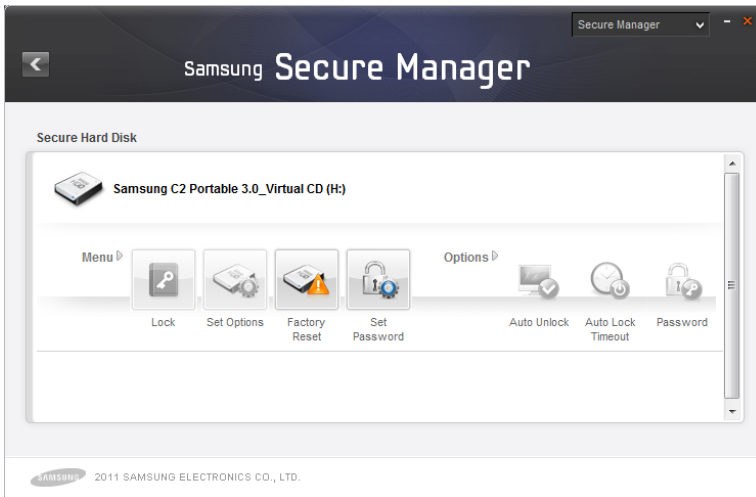 Secure Manager
Samsung Secure Manager
Secure Hard Disk
Samsung C2 Portable 3.0_Virtual CD (H:)
Menu
Options
Lock
Set Options
Factory Reset
Set Password
Auto Unlock
Auto Lock Timeout
Password
SAMSUNG
2011 SAMSUNG ELECTRONICS CO., LTD.